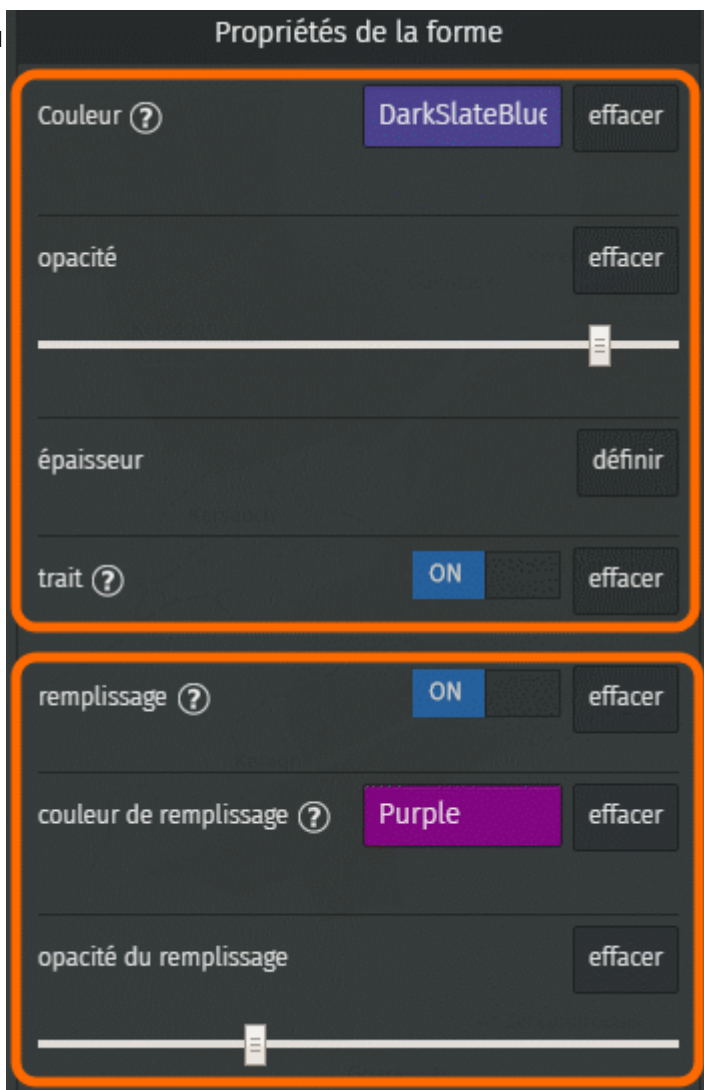 Propriétés de la forme
Couleur ? DarkSlateBlue effacer
opacité effacer
épaisseur définir
trait ? ON effacer
remplissage ? ON effacer
couleur de remplissage ? Purple effacer
opacité du remplissage effacer